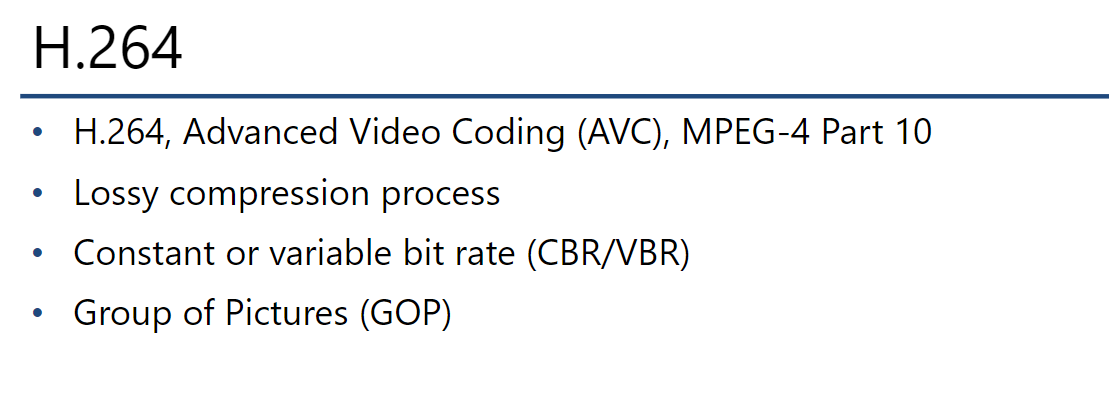 H.264
• H.264, Advanced Video Coding (AVC), MPEG-4 Part 10
• Lossy compression process
• Constant or variable bit rate (CBR/VBR)
• Group of Pictures (GOP)